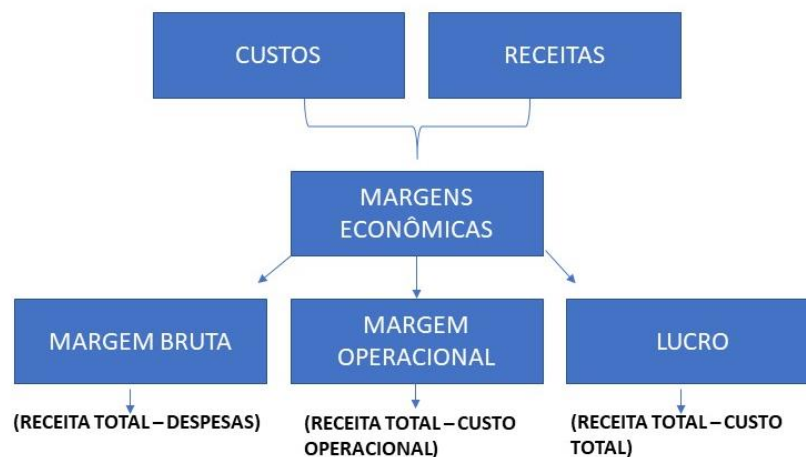 CUSTOS
RECEITAS
MARGENS
ECONÔMICAS
MARGEM BRUTA
MARGEM
OPERACIONAL
LUCRO
(RECEITA TOTAL – DESPESAS)
(RECEITA TOTAL – CUSTO
OPERACIONAL)
(RECEITA TOTAL – CUSTO
TOTAL)